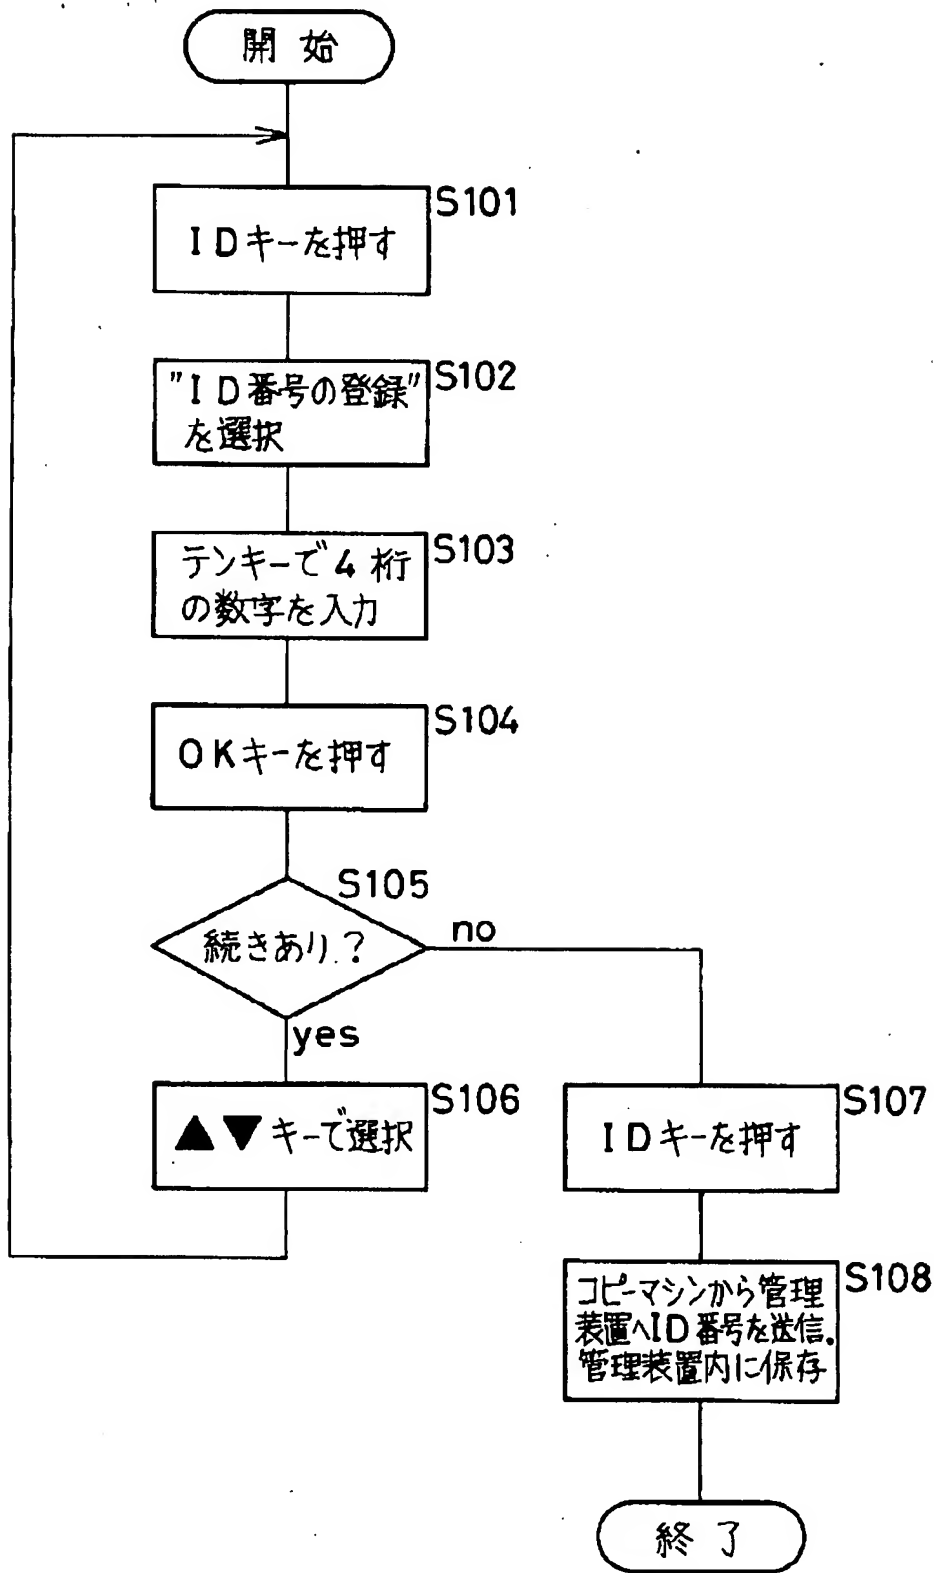 開始
S101
IDキーを押す
S102
"ID番号の登録"
を選択
S103
テンキーで4桁
の数字を入力
S104
OKキーを押す
S105
続きあり?
no
yes
S106
▲▼キーで選択
S107
IDキーを押す
S108
コピーマシンから管理
装置へID番号を送信.
管理装置内に保存
終了